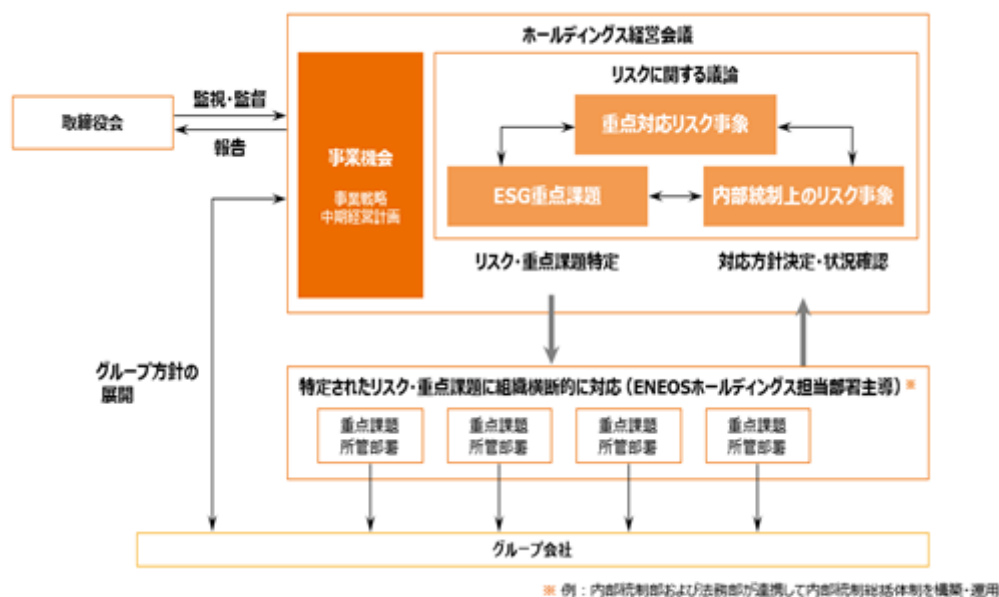 ホールディングス経営会議
リスクに関する議論
監視・監督
取締役会
報告
事業機会
事業戦略
中期経営計画
重点対応リスク事象
ESG重点課題
内部統制上のリスク事象
リスク・重点課題特定
対応方針決定・状況確認
グループ方針の
展開
特定されたリスク・重点課題に組織横断的に対応(ENEOSホールディングス担当部署主導)※
重点課題
所管部署
重点課題
所管部署
重点課題
所管部署
重点課題
所管部署
グループ会社
※ 例:内部統制部および法務部が連携して内部統制総括体制を構築・運用